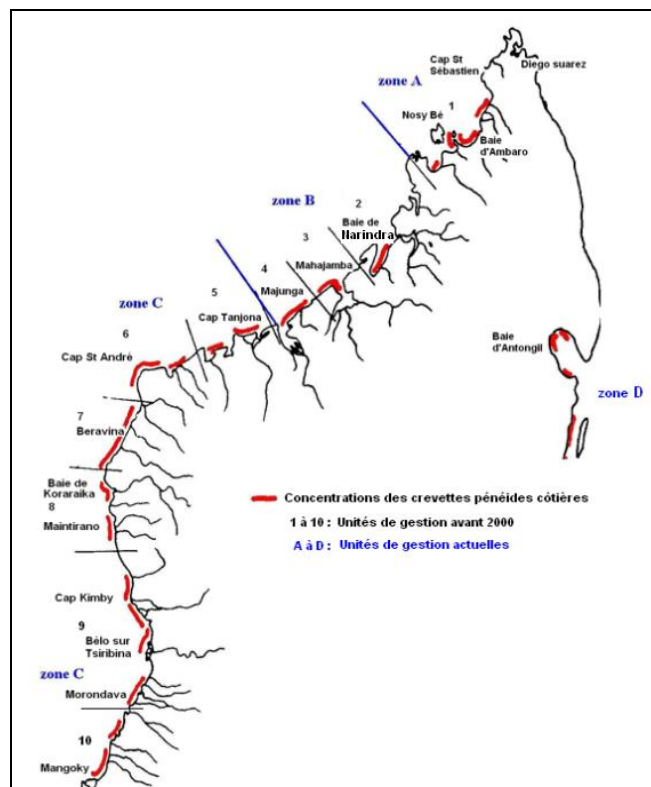 Cap St
Sébastien
Diego suarez
zone A
1
Nosy Bé
Baie
d'Ambaro
zone B
2
Baie de
Narindra
3
Mahajamba
4
Majunga
5
Cap Tanjona
zone C
6
Cap St André
7
Beravina
Baie de
Koraraika
8
Maintirano
Cap Kimby
9
Bélo sur
Tsiribina
zone C
Morondava
10
Mangoky
Baie
d'Antongil
zone D
Concentrations des crevettes pénéides côtières
1 à 10 : Unités de gestion avant 2000
A à D : Unités de gestion actuelles